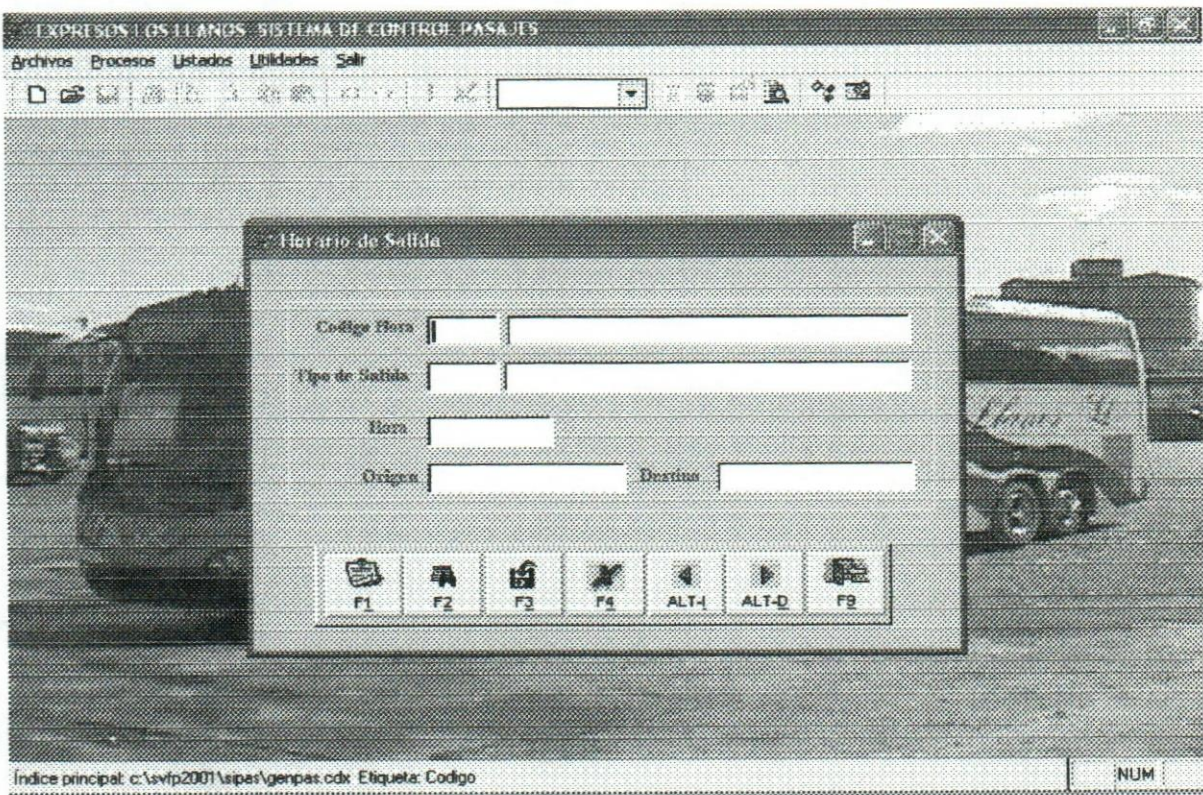 EXPRESOS LOS LLANOS SISTEMA DE CONTROL PASAJES
Archivos Procesos Listados Utilidades Salir
Horario de Salida
Codigo Hora
Tipo de Salida
Hora
Origen Destino
F1 F2 F3 F4 ALT-I ALT-D F9
Llanos
Índice principal: c:\svfp2001\sipas\genpas.cdx Etiqueta: Codigo NUM